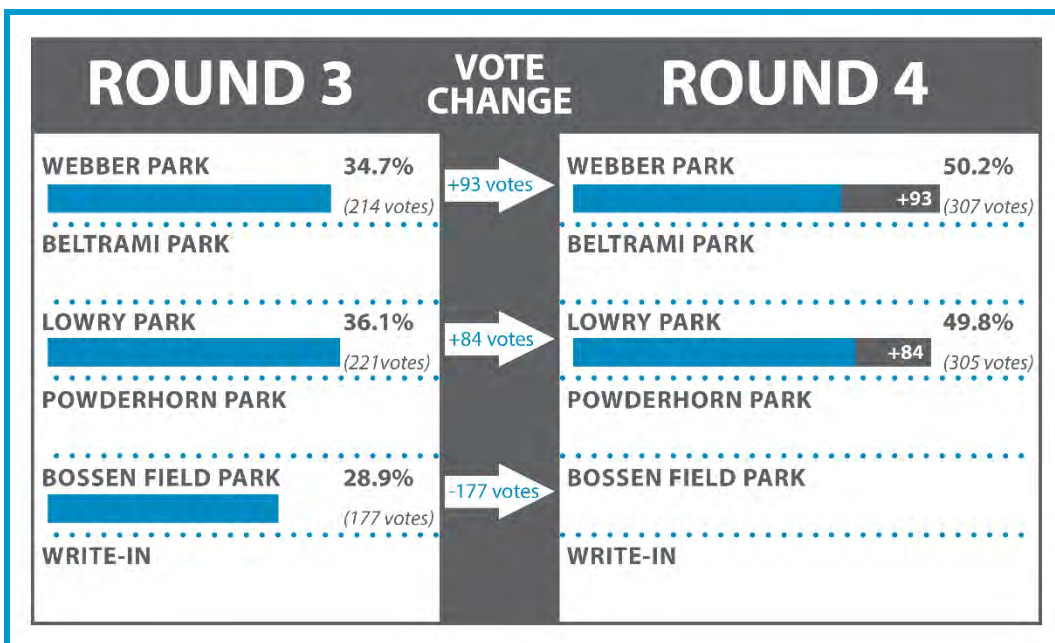 ROUND 3
VOTE
CHANGE
ROUND 4
WEBBER PARK 34.7%
(214 votes)
BELTRAMI PARK
LOWRY PARK 36.1%
(221votes)
POWDERHORN PARK
BOSSEN FIELD PARK 28.9%
(177 votes)
WRITE-IN
+93 votes
+84 votes
-177 votes
WEBBER PARK 50.2%
+93 (307 votes)
BELTRAMI PARK
LOWRY PARK 49.8%
+84 (305 votes)
POWDERHORN PARK
BOSSEN FIELD PARK
WRITE-IN